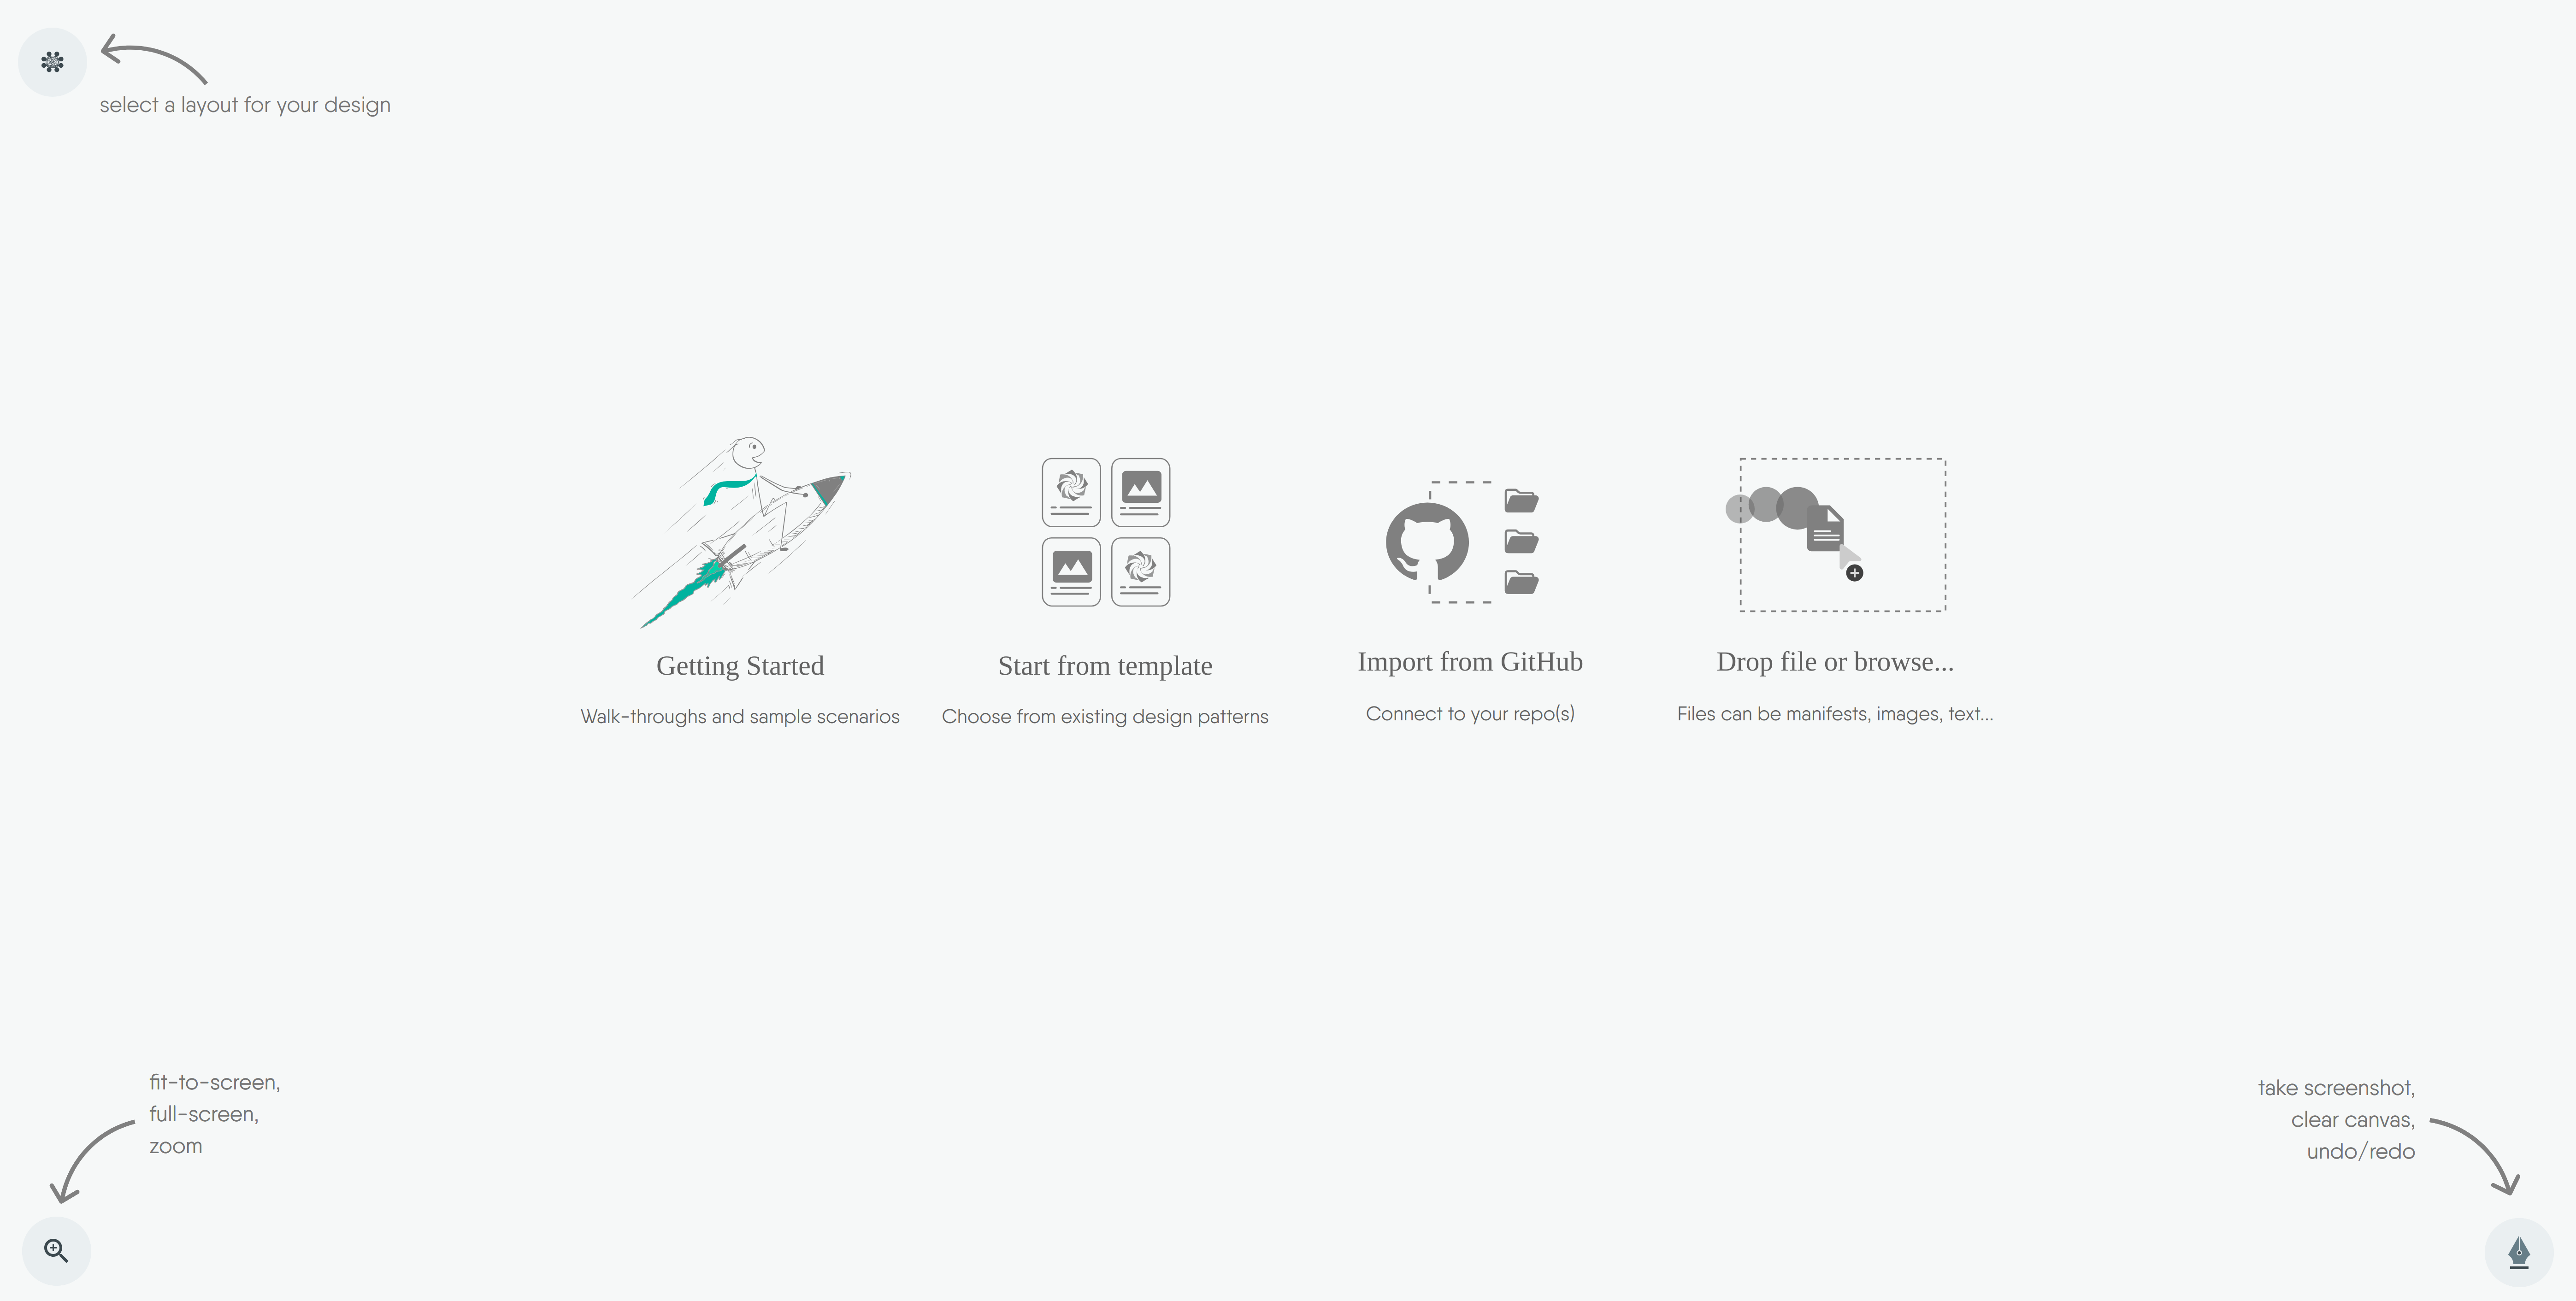 select a layout for your design
Getting Started
Walk-throughs and sample scenarios
Start from template
Choose from existing design patterns
Import from GitHub
Connect to your repo(s)
Drop file or browse...
Files can be manifests, images, text...
fit-to-screen,
full-screen,
zoom
take screenshot,
clear canvas,
undo/redo